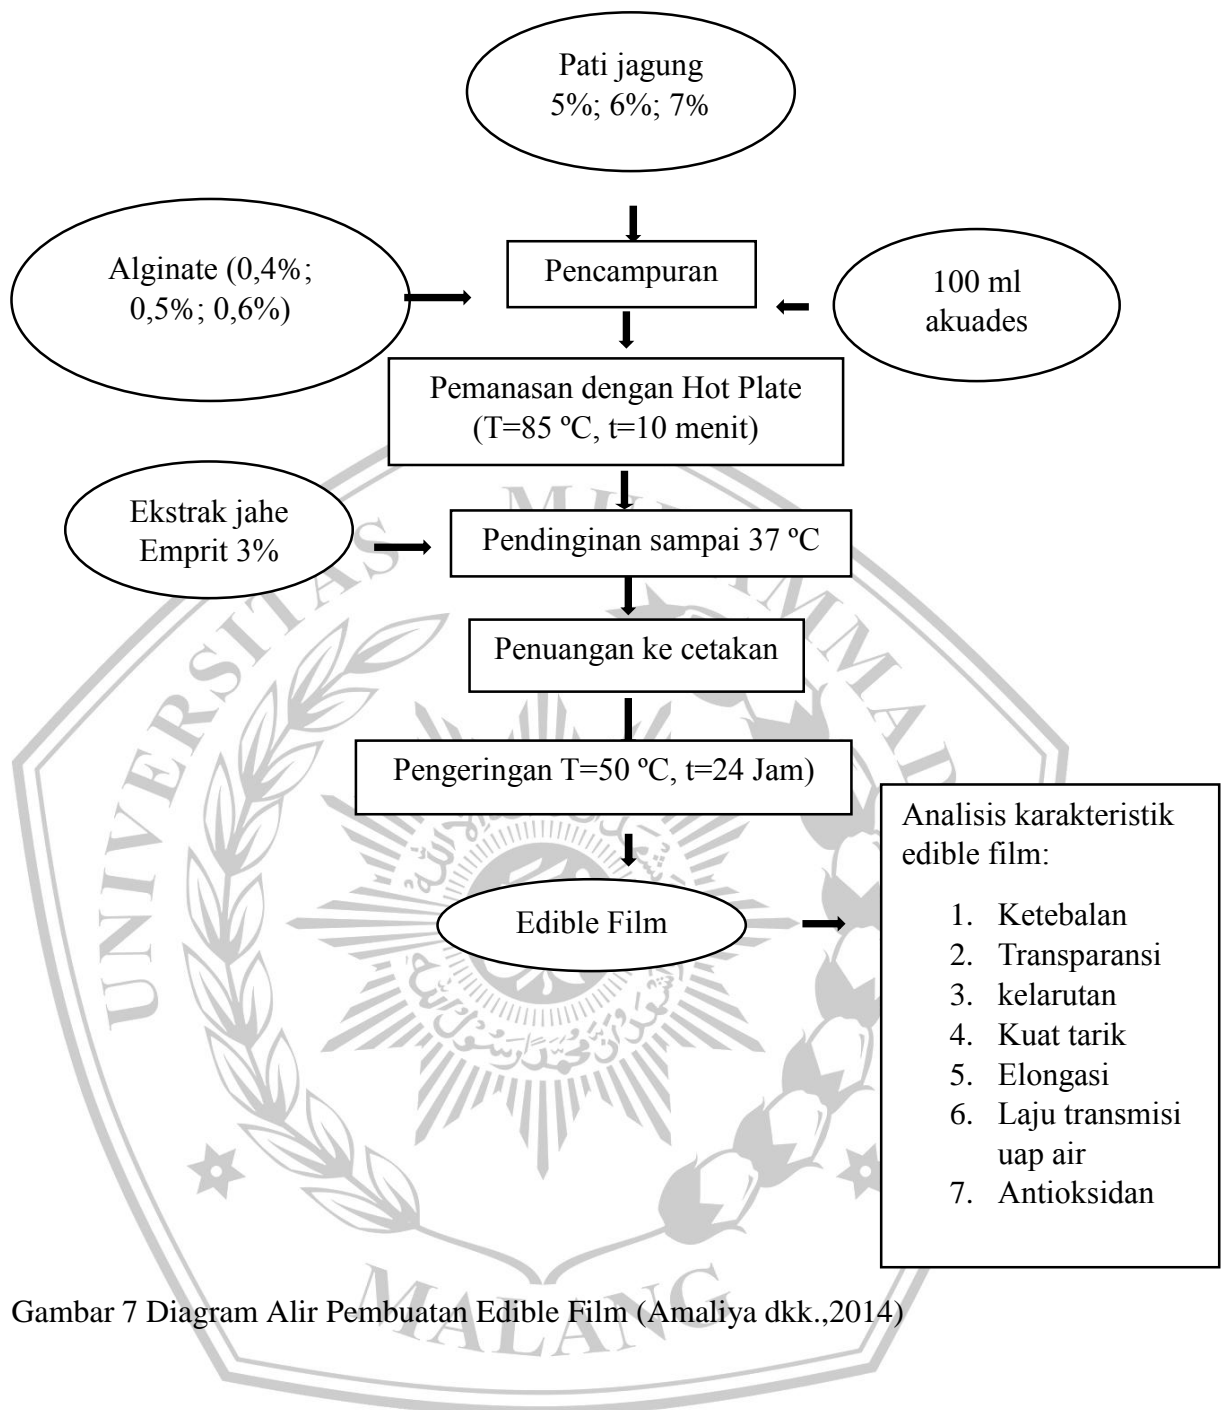 Pati jagung
5%; 6%; 7%
Alginate (0,4%;
0,5%; 0,6%)
Pencampuran
100 ml
akuades
Pemanasan dengan Hot Plate
(T=85 ºC, t=10 menit)
Ekstrak jahe
Emprit 3%
Pendinginan sampai 37 ºC
Penuangan ke cetakan
Pengeringan T=50 ºC, t=24 Jam)
Edible Film
Analisis karakteristik
edible film:
1. Ketebalan
2. Transparansi
3. kelarutan
4. Kuat tarik
5. Elongasi
6. Laju transmisi
uap air
7. Antioksidan
Gambar 7 Diagram Alir Pembuatan Edible Film (Amaliya dkk.,2014)
UNIVERSITAS
MALANG